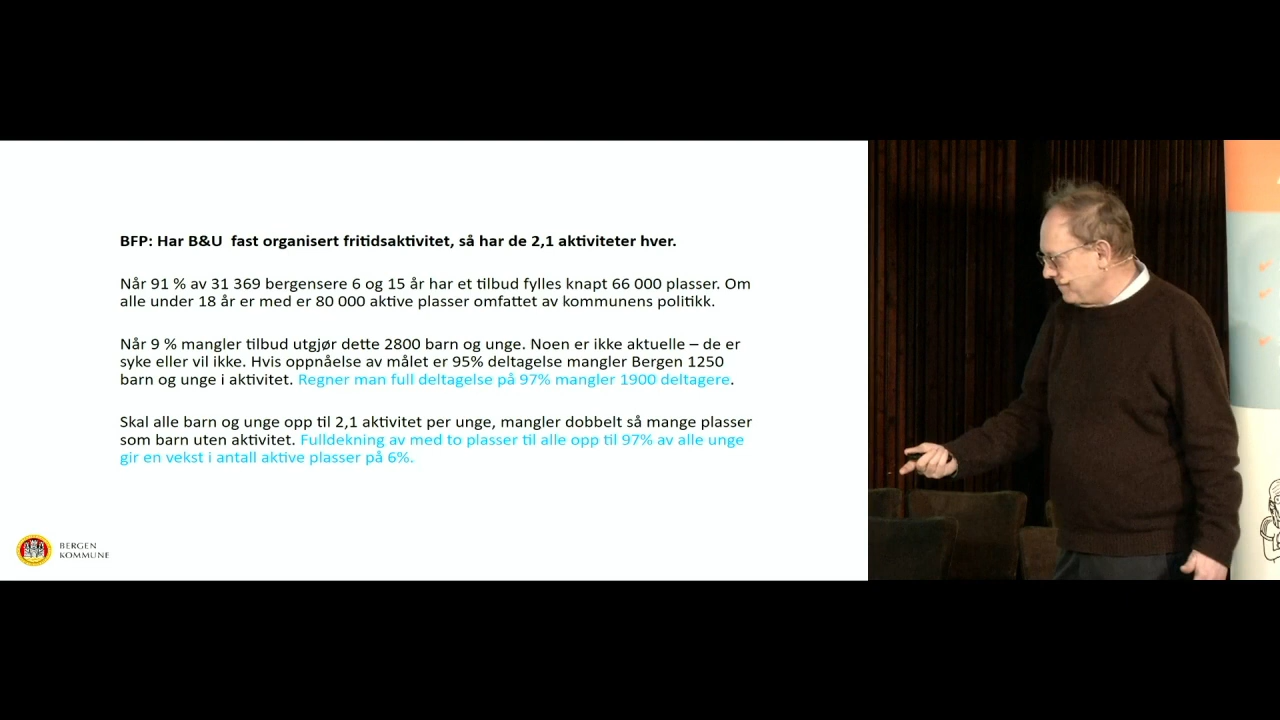 BFP: Har B&U  fast organisert fritidsaktivitet, så har de 2,1 aktiviteter hver.
Når 91 % av 31 369 bergensere 6 og 15 år har et tilbud fylles knapt 66 000 plasser. Om
alle under 18 år er med er 80 000 aktive plasser omfattet av kommunens politikk.
Når 9 % mangler tilbud utgjør dette 2800 barn og unge. Noen er ikke aktuelle – de er
syke eller vil ikke. Hvis oppnåelse av målet er 95% deltagelse mangler Bergen 1250
barn og unge i aktivitet. Regner man full deltagelse på 97% mangler 1900 deltagere.
Skal alle barn og unge opp til 2,1 aktivitet per unge, mangler dobbelt så mange plasser
som barn uten aktivitet. Fulldekning av med to plasser til alle opp til 97% av alle unge
gir en vekst i antall aktive plasser på 6%.
BERGEN
KOMMUNE